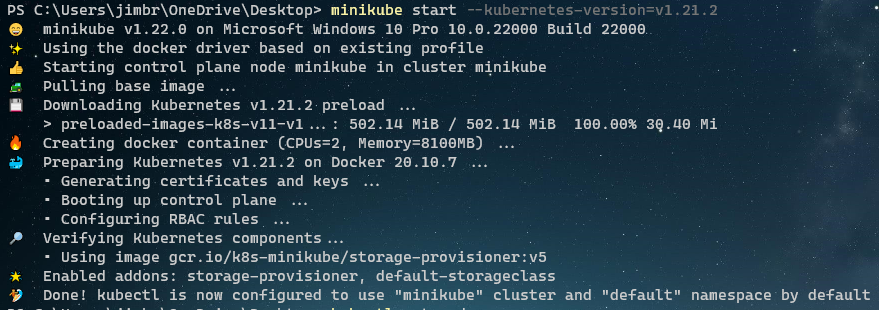 PS C:\Users\jimbr\OneDrive\Desktop> minikube start --kubernetes-version=v1.21.2
😄 minikube v1.22.0 on Microsoft Windows 10 Pro 10.0.22000 Build 22000
✨ Using the docker driver based on existing profile
👍 Starting control plane node minikube in cluster minikube
🚜 Pulling base image ...
💾 Downloading Kubernetes v1.21.2 preload ...
> preloaded-images-k8s-v11-v1...: 502.14 MiB / 502.14 MiB 100.00% 30.40 Mi
🔥 Creating docker container (CPUs=2, Memory=8100MB) ...
🐳 Preparing Kubernetes v1.21.2 on Docker 20.10.7 ...
▪ Generating certificates and keys ...
▪ Booting up control plane ...
▪ Configuring RBAC rules ...
🔎 Verifying Kubernetes components...
▪ Using image gcr.io/k8s-minikube/storage-provisioner:v5
🌟 Enabled addons: storage-provisioner, default-storageclass
🏄 Done! kubectl is now configured to use "minikube" cluster and "default" namespace by default